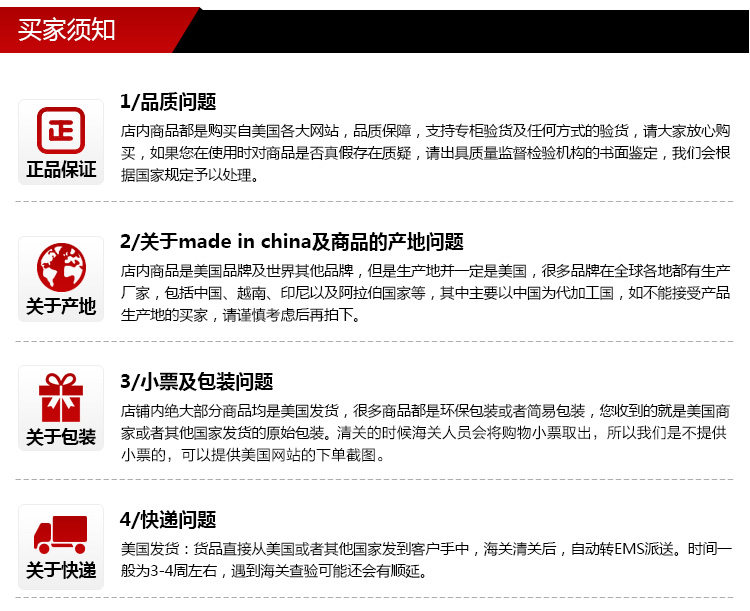 买家须知
正
正品保证
1/品质问题
店内商品都是购买自美国各大网站，品质保障，支持专柜验货及任何方式的验货，请大家放心购
买，如果您在使用时对商品是否真假存在质疑，请出具质量监督检验机构的书面鉴定，我们会根
据国家规定予以处理。
关于产地
2/关于made in china及商品的产地问题
店内商品是美国品牌及世界其他品牌，但是生产地并一定是美国，很多品牌在全球各地都有生产
厂家，包括中国、越南、印尼以及阿拉伯国家等，其中主要以中国为代加工国，如不能接受产品
生产地的买家，请谨慎考虑后再拍下。
关于包装
3/小票及包装问题
店铺内绝大部分商品均是美国发货，很多商品都是环保包装或者简易包装，您收到的就是美国商
家或者其他国家发货的原始包装。清关的时候海关人员会将购物小票取出，所以我们是不提供
小票的，可以提供美国网站的下单截图。
关于快递
4/快递问题
美国发货：货品直接从美国或者其他国家发到客户手中，海关清关后，自动转EMS派送。时间一
般为3-4周左右，遇到海关查验可能还会有顺延。